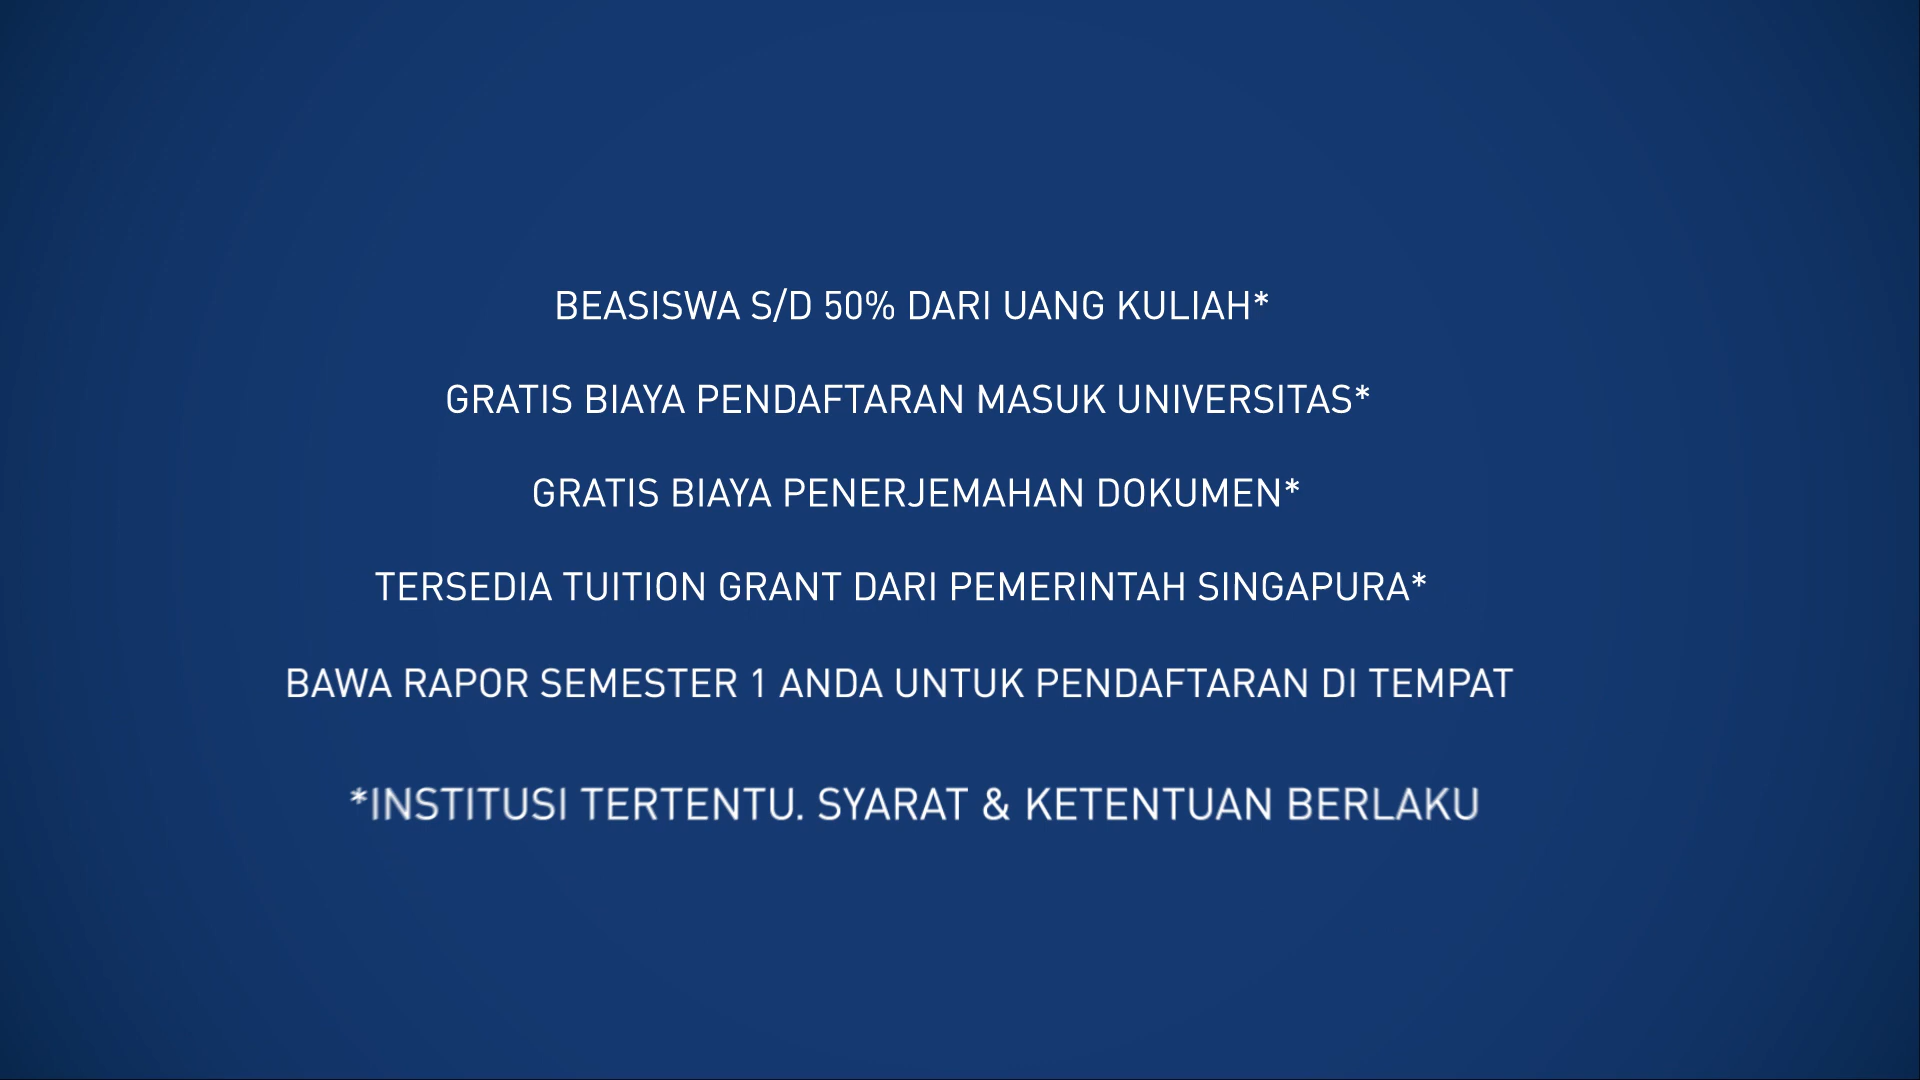 BEASISWA S/D 50% DARI UANG KULIAH*
GRATIS BIAYA PENDAFTARAN MASUK UNIVERSITAS*
GRATIS BIAYA PENERJEMAHAN DOKUMEN*
TERSEDIA TUITION GRANT DARI PEMERINTAH SINGAPURA*
BAWA RAPOR SEMESTER 1 ANDA UNTUK PENDAFTARAN DI TEMPAT
*INSTITUSI TERTENTU. SYARAT & KETENTUAN BERLAKU